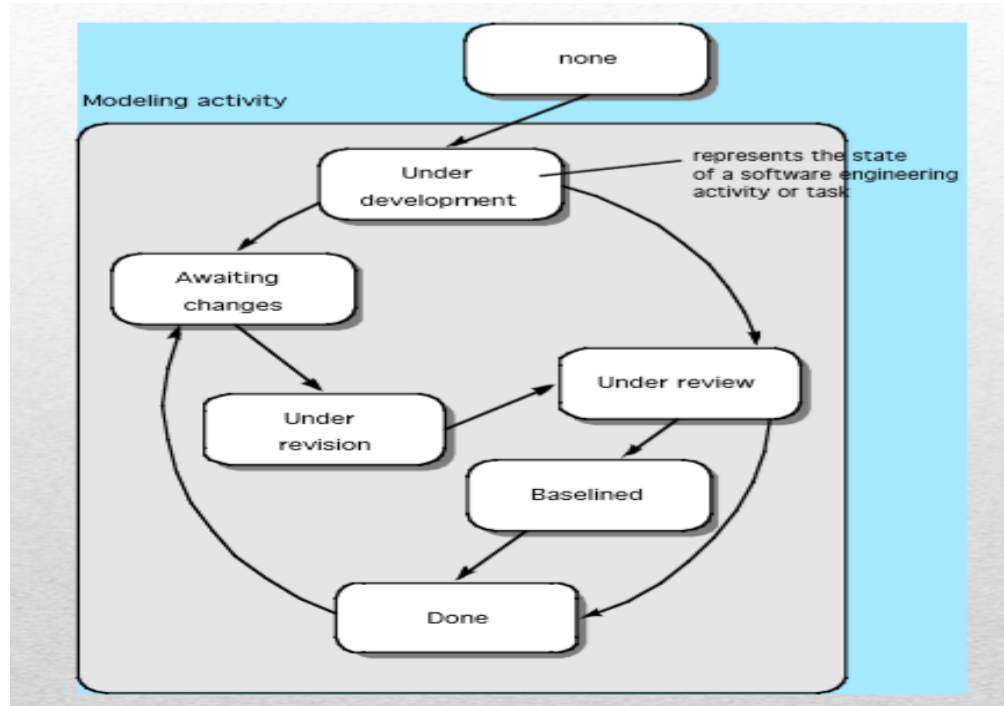 none
Modeling activity
represents the state
of a software engineering
activity or task
Under
development
Awaiting
changes
Under review
Under
revision
Baselined
Done